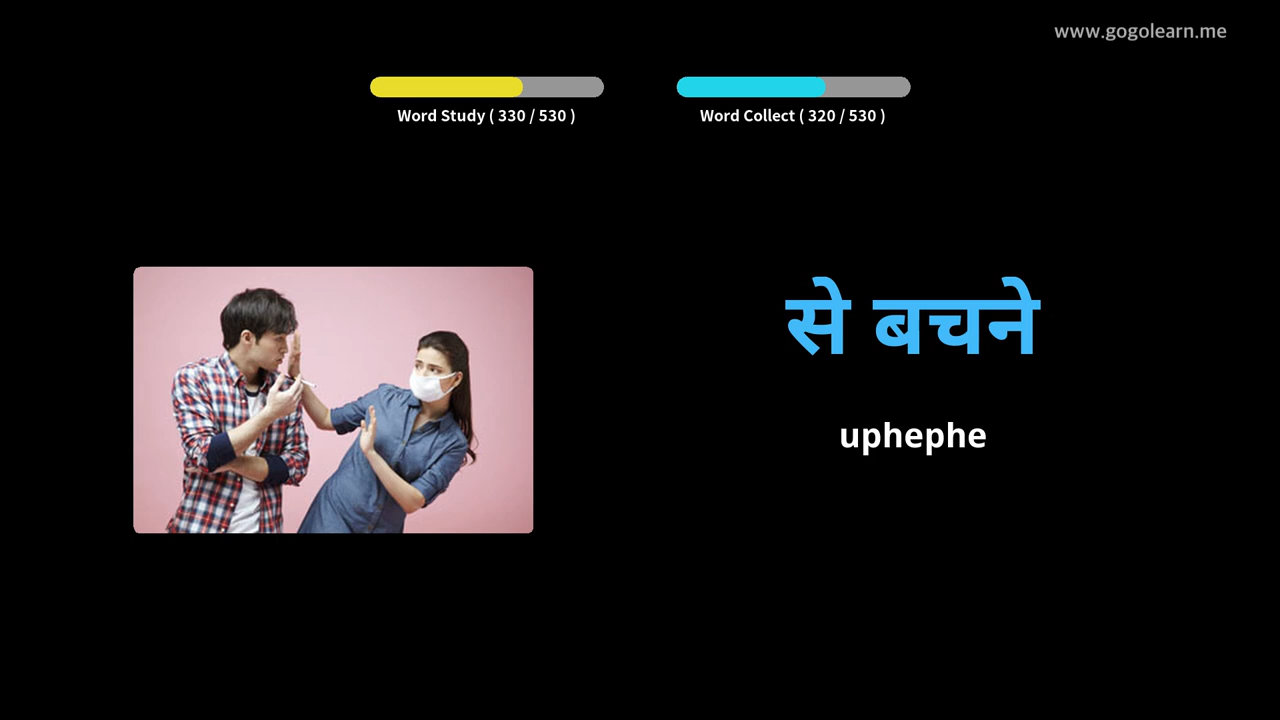 www.gogolearn.me
Word Study ( 330 / 530 )
Word Collect ( 320 / 530 )
से बचने
uphephe